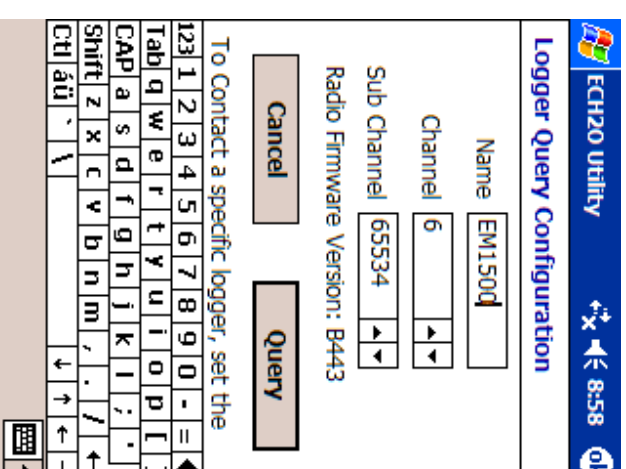 ECH2O Utility 8:58
Logger Query Configuration
Name EM1500
Channel 6
Sub Channel 65534
Radio Firmware Version: B443
Cancel Query
To Contact a specific logger, set the
123 1 2 3 4 5 6 7 8 9 0 - =
Tab q w e r t y u i o p [
CAP a s d f g h j k l ; '
Shift z x c v b n m , . /
Ctl áü ` \